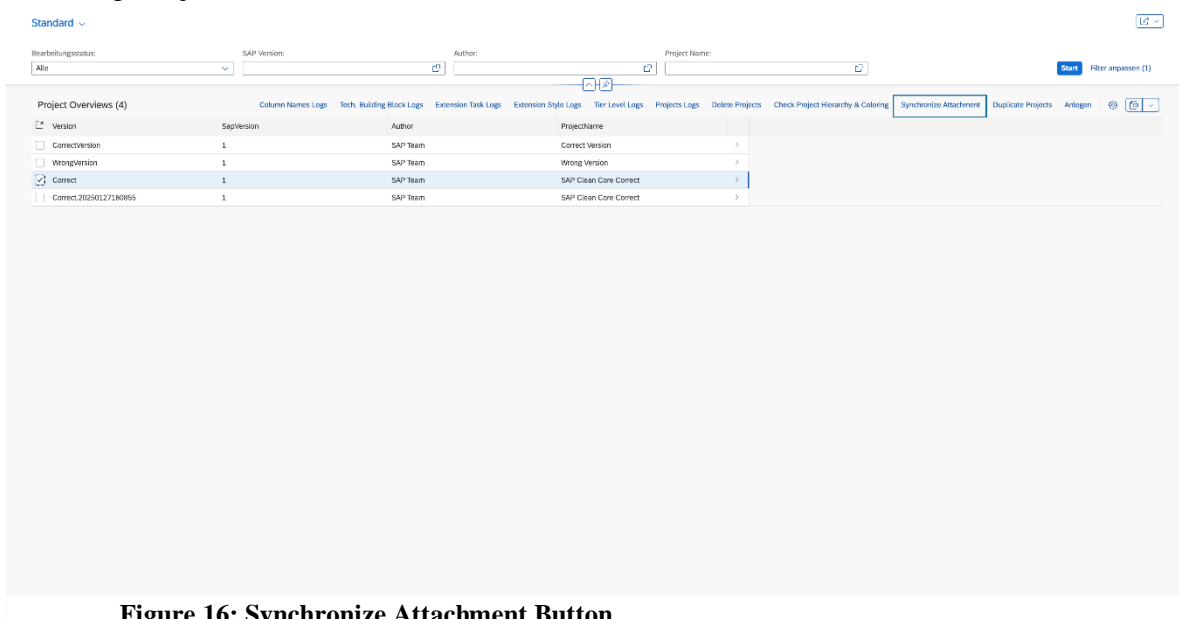 Standard
Bearbeitungsstatus: SAP Version: Author: Project Name:
Alle
Start Filter anpassen (1)
Project Overviews (4) Column Names Logs Tech. Building Block Logs Extension Task Logs Extension Style Logs Tier Level Logs Projects Logs Delete Projects Check Project Hierarchy & Coloring Synchronize Attachment Duplicate Projects Anlegen
Version SapVersion Author ProjectName
CorrectVersion 1 SAP Team Correct Version
WrongVersion 1 SAP Team Wrong Version
Correct 1 SAP Team SAP Clean Core Correct
Correct.20250127180855 1 SAP Team SAP Clean Core Correct
Figure 16: Synchronize Attachment Button